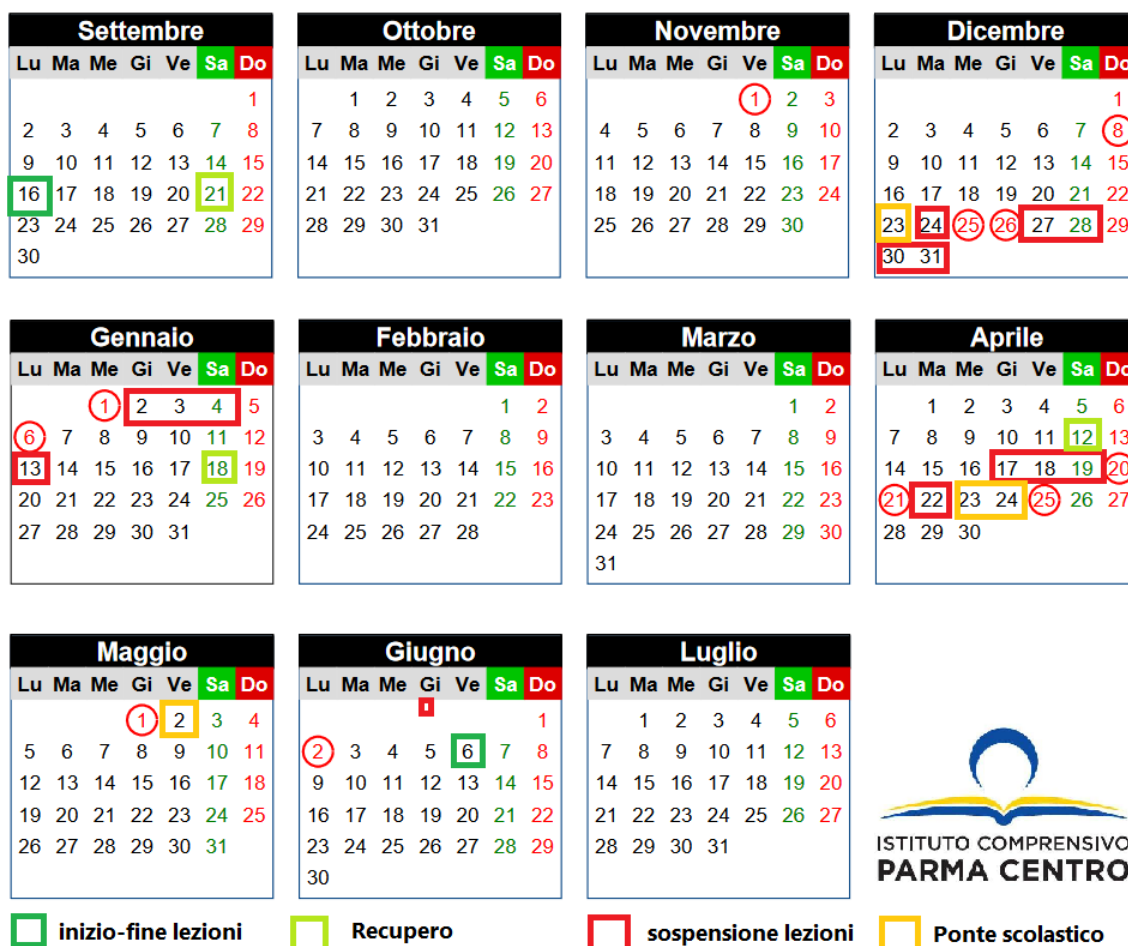 Settembre Ottobre Novembre Dicembre
Lu Ma Me Gi Ve Sa Do Lu Ma Me Gi Ve Sa Do Lu Ma Me Gi Ve Sa Do Lu Ma Me Gi Ve Sa Do
1 1 2 3 4 5 6 1 2 3 1
2 3 4 5 6 7 8 7 8 9 10 11 12 13 4 5 6 7 8 9 10 2 3 4 5 6 7 8
9 10 11 12 13 14 15 14 15 16 17 18 19 20 11 12 13 14 15 16 17 9 10 11 12 13 14 15
16 17 18 19 20 21 22 21 22 23 24 25 26 27 18 19 20 21 22 23 24 16 17 18 19 20 21 22
23 24 25 26 27 28 29 28 29 30 31 25 26 27 28 29 30 23 24 25 26 27 28 29
30 30 31
Gennaio Febbraio Marzo Aprile
Lu Ma Me Gi Ve Sa Do Lu Ma Me Gi Ve Sa Do Lu Ma Me Gi Ve Sa Do Lu Ma Me Gi Ve Sa Do
1 2 3 4 5 1 2 1 2 1 2 3 4 5 6
6 7 8 9 10 11 12 3 4 5 6 7 8 9 3 4 5 6 7 8 9 7 8 9 10 11 12 13
13 14 15 16 17 18 19 10 11 12 13 14 15 16 10 11 12 13 14 15 16 14 15 16 17 18 19 20
20 21 22 23 24 25 26 17 18 19 20 21 22 23 17 18 19 20 21 22 23 21 22 23 24 25 26 27
27 28 29 30 31 24 25 26 27 28 24 25 26 27 28 29 30 28 29 30
31
Maggio Giugno Luglio
Lu Ma Me Gi Ve Sa Do Lu Ma Me Gi Ve Sa Do Lu Ma Me Gi Ve Sa Do
1 2 3 4 1 1 2 3 4 5 6
5 6 7 8 9 10 11 2 3 4 5 6 7 8 7 8 9 10 11 12 13
12 13 14 15 16 17 18 9 10 11 12 13 14 15 14 15 16 17 18 19 20
19 20 21 22 23 24 25 16 17 18 19 20 21 22 21 22 23 24 25 26 27
26 27 28 29 30 31 23 24 25 26 27 28 29 28 29 30 31
30
ISTITUTO COMPRENSIVO
PARMA CENTRO
inizio-fine lezioni Recupero sospensione lezioni Ponte scolastico